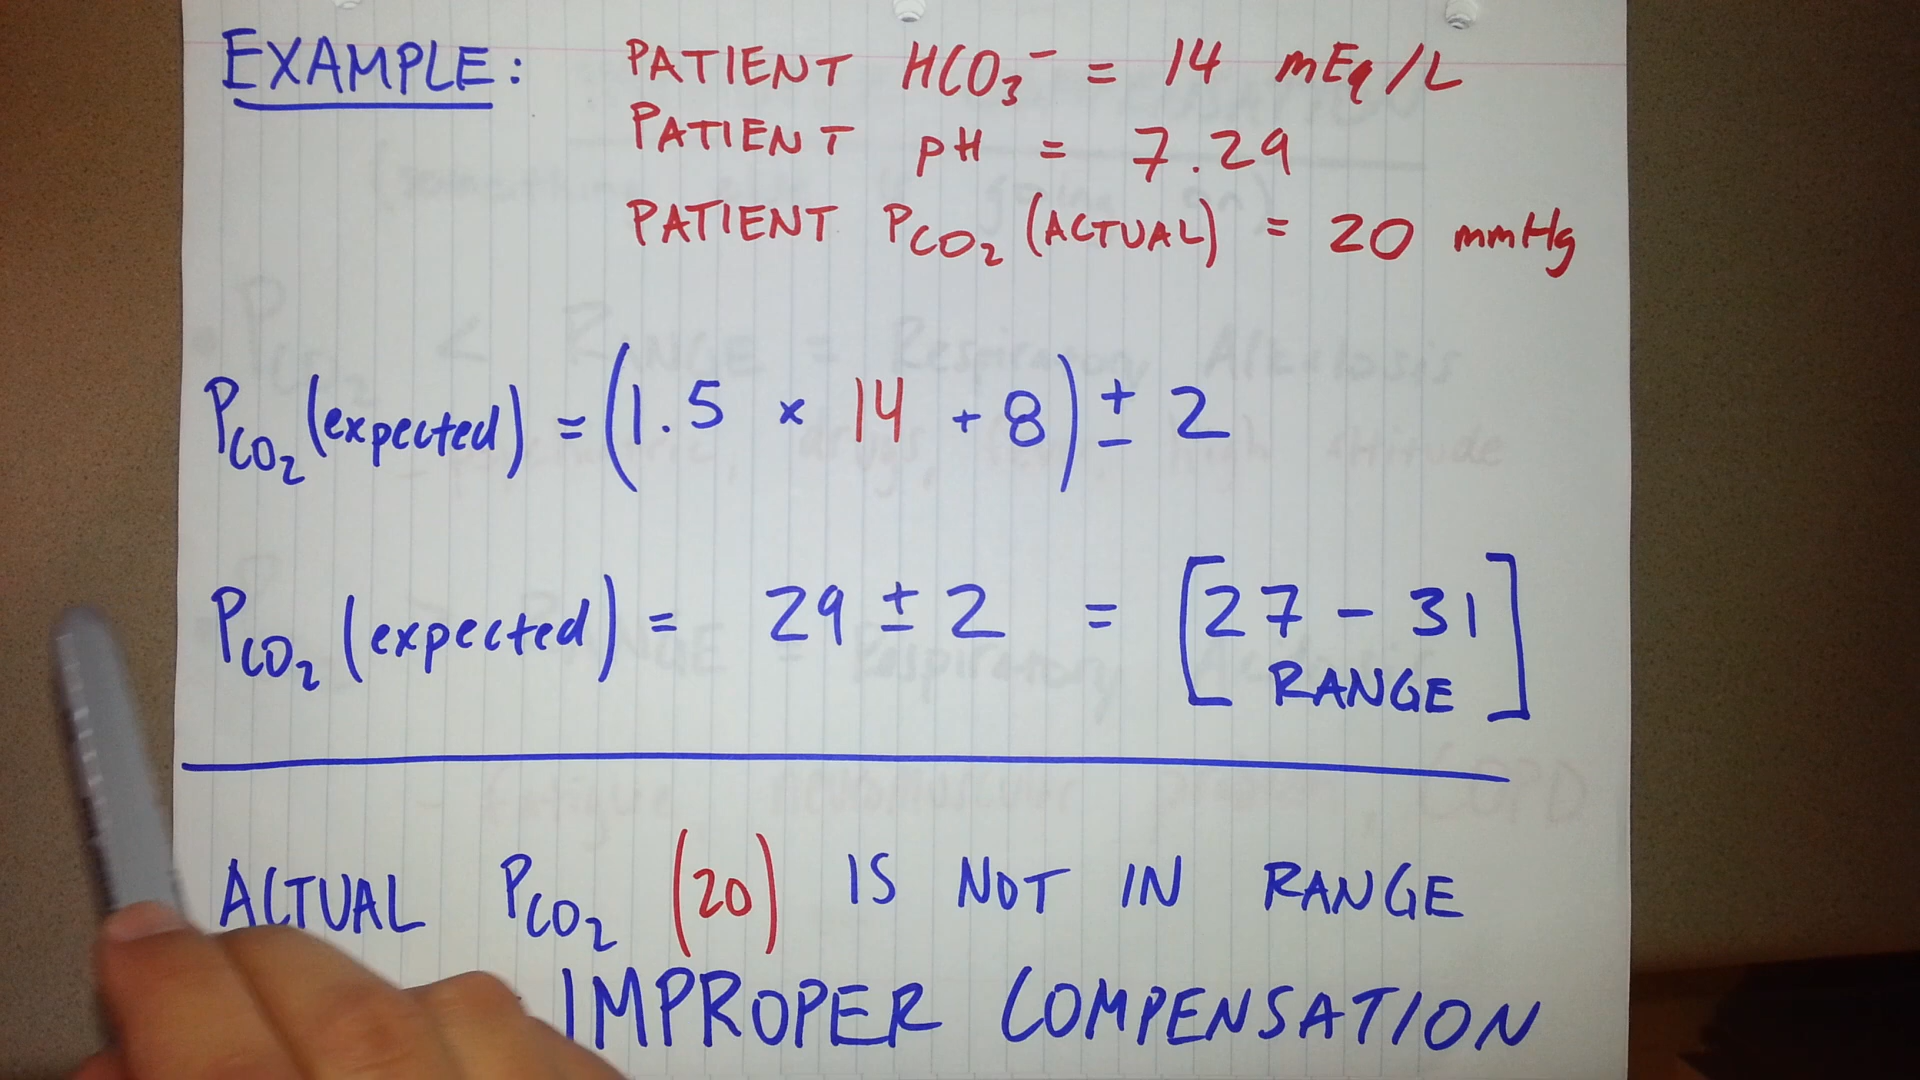 EXAMPLE: PATIENT HCO₃⁻ = 14 mEq/L
PATIENT pH = 7.29
PATIENT PCO₂ (ACTUAL) = 20 mmHg
PCO₂ (expected) = (1.5 × 14 + 8) ± 2
PCO₂ (expected) = 29 ± 2 = [27 - 31 RANGE]
ACTUAL PCO₂ (20) IS NOT IN RANGE
IMPROPER COMPENSATION